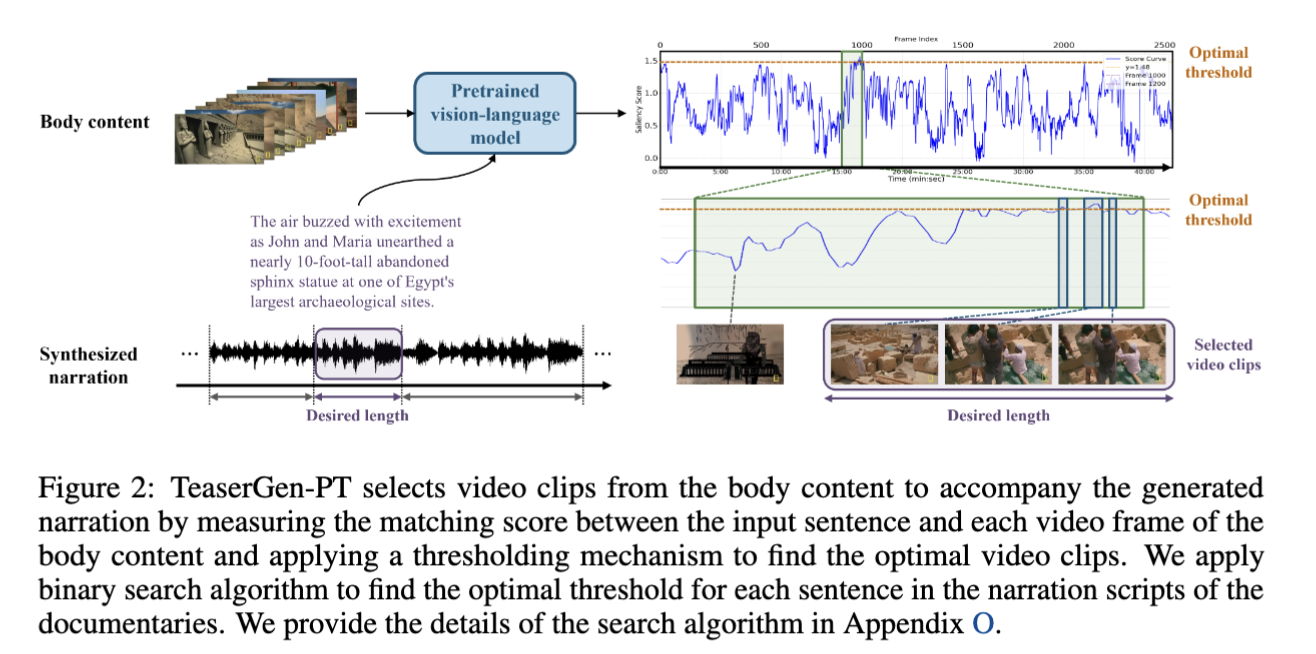 Body content
Pretrained
vision-language
model
The air buzzed with excitement
as John and Maria unearthed a
nearly 10-foot-tall abandoned
sphinx statue at one of Egypt's
largest archaeological sites.
Synthesized
narration
...
...
Desired length
Frame Index
0 500 1000 1500 2000 2500
Saliency Score
1.5
1.0
0.5
0.0
Score Curve
y=1.48
Frame 1000
Frame 1200
0:00 5:00 10:00 15:00 20:00 25:00 30:00 35:00 40:00
Time (min:sec)
Optimal
threshold
Optimal
threshold
Selected
video clips
Desired length
Figure 2: TeaserGen-PT selects video clips from the body content to accompany the generated
narration by measuring the matching score between the input sentence and each video frame of the
body content and applying a thresholding mechanism to find the optimal video clips. We apply
binary search algorithm to find the optimal threshold for each sentence in the narration scripts of the
documentaries. We provide the details of the search algorithm in Appendix O.